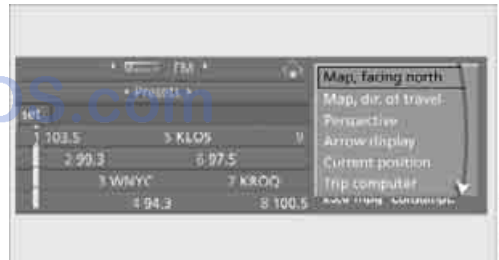 FM
Presets
set
1 103.5 5 KLOS 9
2 99.3 6 97.5
3 WNYC 7 KROQ
4 94.3 8 100.5
Map, facing north
Map, dir. of travel
Perspective
Arrow display
Current position
Trip computer
OS.com